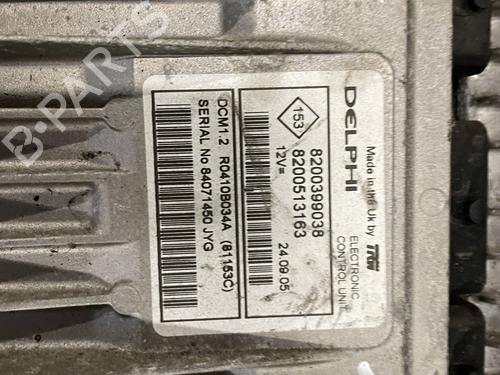 DELPHI
Made in the Uk by TRW
ELECTRONIC
CONTROL UNIT
153
8200399038
8200513163
12V=
24.09.05
DCM1.2 R0410B034A (81153C)
SERIAL No 84071450 JYG
B-PARTS